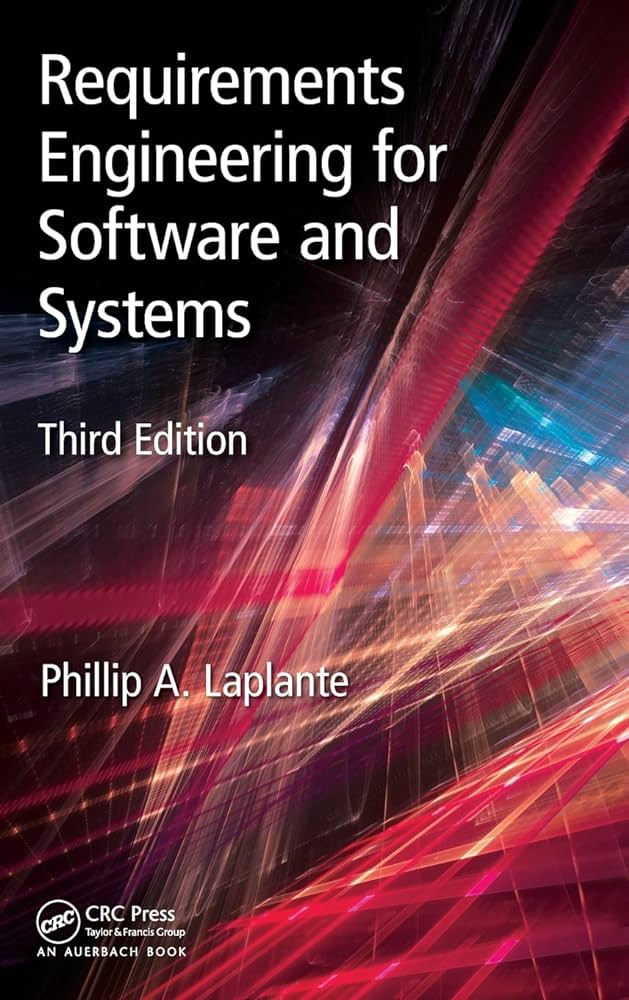 Requirements
Engineering for
Software and
Systems
Third Edition
Phillip A. Laplante
CRC CRC Press
Taylor & Francis Group
AN AUERBACH BOOK